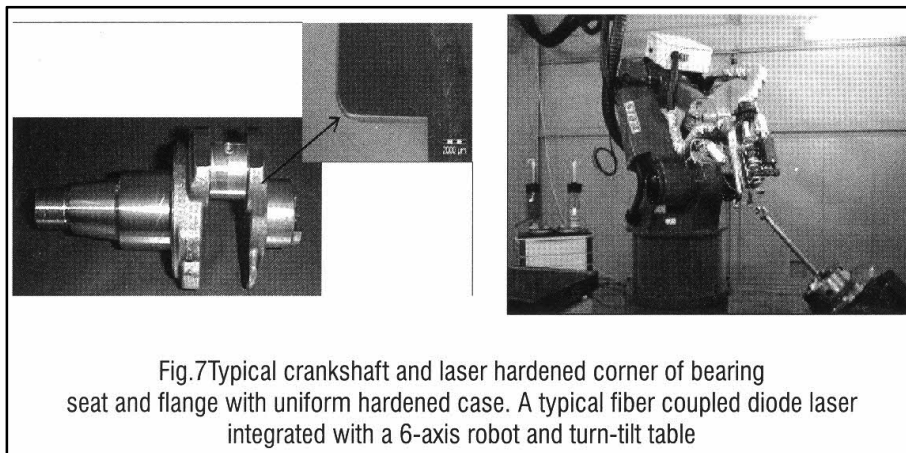 2000 µm
Fig.7Typical crankshaft and laser hardened corner of bearing
seat and flange with uniform hardened case. A typical fiber coupled diode laser
integrated with a 6-axis robot and turn-tilt table